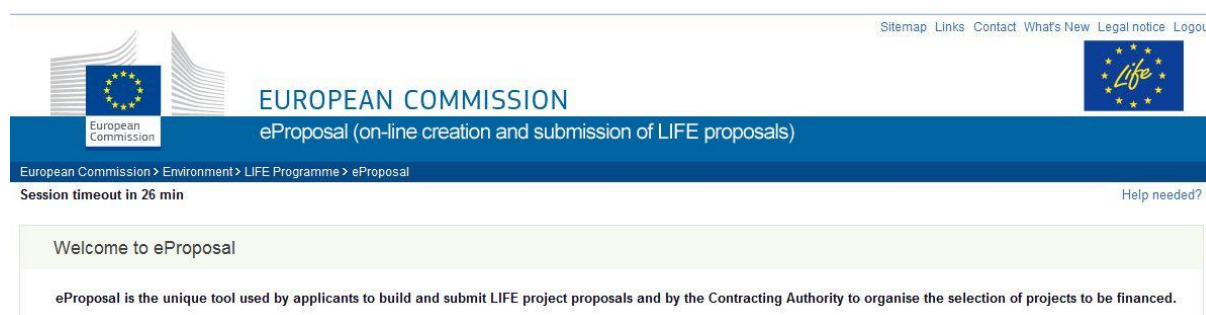 Sitemap Links Contact What's New Legal notice Logou
Life
EUROPEAN COMMISSION
European
Commission
eProposal (on-line creation and submission of LIFE proposals)
European Commission > Environment > LIFE Programme > eProposal
Session timeout in 26 min
Help needed?
Welcome to eProposal
eProposal is the unique tool used by applicants to build and submit LIFE project proposals and by the Contracting Authority to organise the selection of projects to be financed.